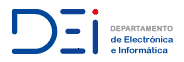 DEI
DEPARTAMENTO
de Electrónica
e Informática